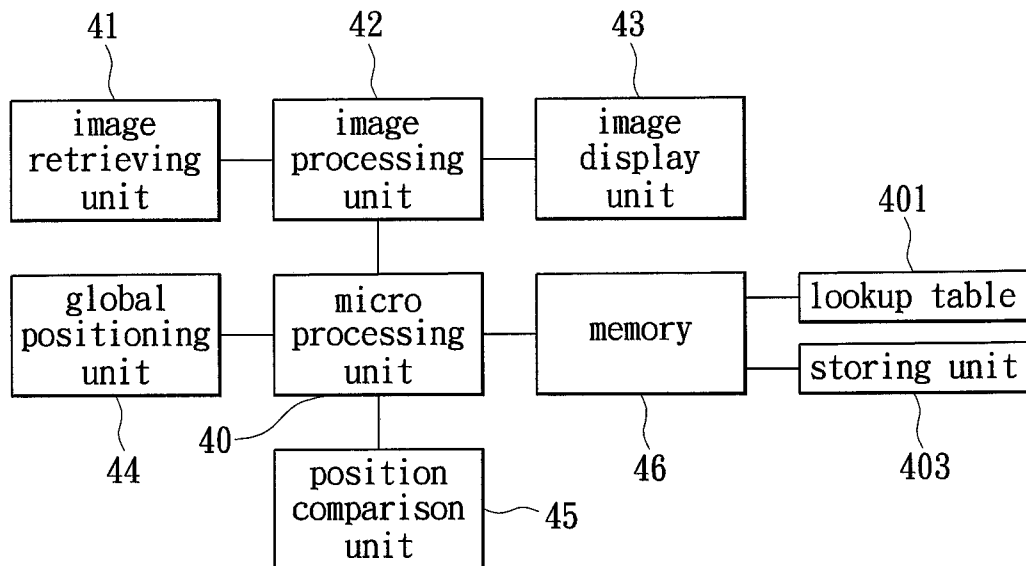 41
42
43
image
retrieving
unit
image
processing
unit
image
display
unit
401
global
positioning
unit
micro
processing
unit
memory
lookup table
storing unit
44
40
46
403
position
comparison
unit
45